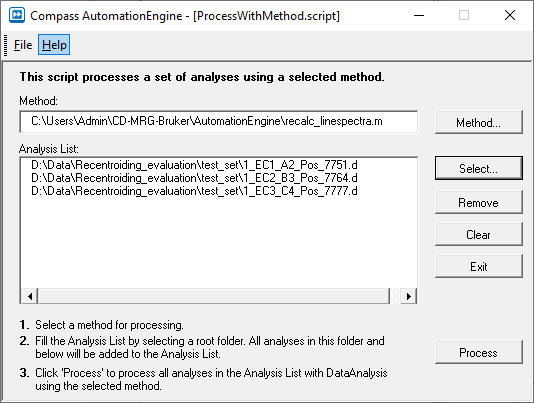 Compass AutomationEngine - [ProcessWithMethod.script]
File Help
This script processes a set of analyses using a selected method.
Method:
C:\Users\Admin\CD-MRG-Bruker\AutomationEngine\recalc_linespectra.m
Method...
Analysis List:
D:\Data\Recentroiding_evaluation\test_set\1_EC1_A2_Pos_7751.d
D:\Data\Recentroiding_evaluation\test_set\1_EC2_B3_Pos_7764.d
D:\Data\Recentroiding_evaluation\test_set\1_EC3_C4_Pos_7777.d
Select...
Remove
Clear
Exit
1. Select a method for processing.
2. Fill the Analysis List by selecting a root folder. All analyses in this folder and
below will be added to the Analysis List.
3. Click 'Process' to process all analyses in the Analysis List with DataAnalysis
using the selected method.
Process